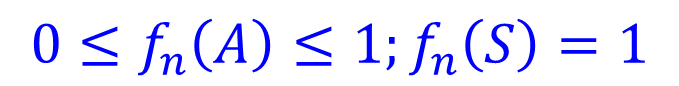 0 ≤ fₙ(A) ≤ 1; fₙ(S) = 1